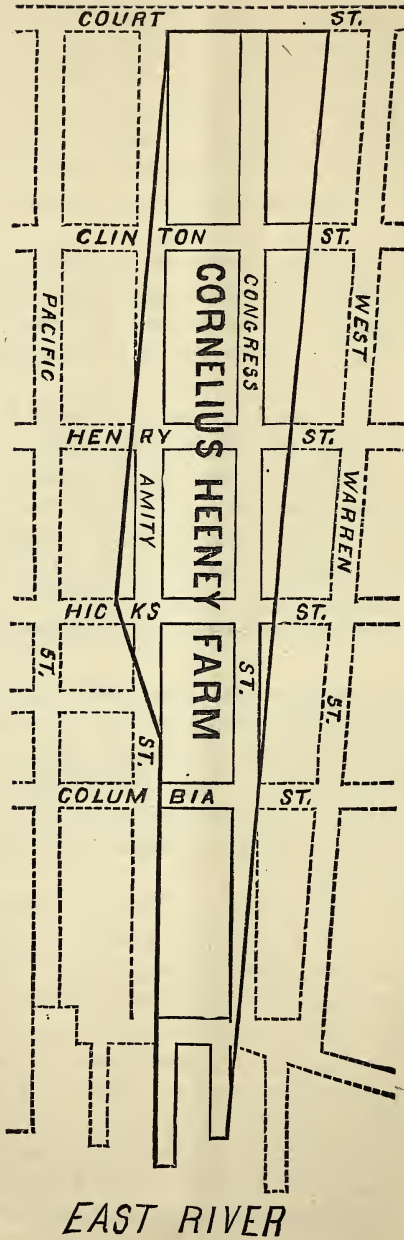 COURT ST.
CLINTON ST.
PACIFIC ST.
CORNELIUS HEENEY FARM
CONGRESS ST.
WEST WARREN ST.
HENRY ST.
AMITY ST.
HICKS ST.
COLUMBIA ST.
EAST RIVER